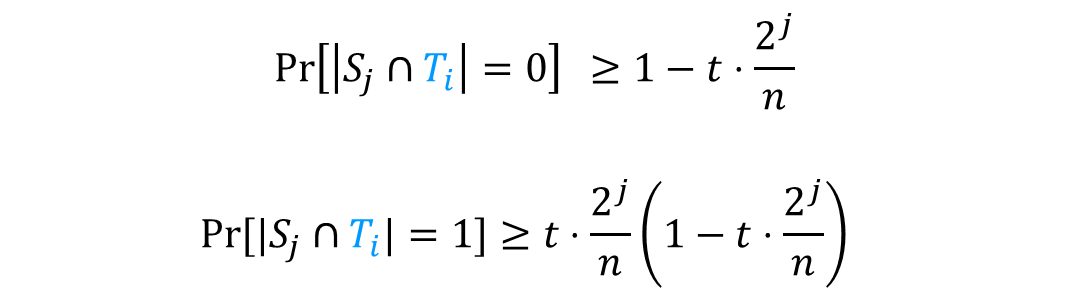 Pr[|S_j ∩ T_i| = 0] ≥ 1 − t · 2^j/n
Pr[|S_j ∩ T_i| = 1] ≥ t · 2^j/n (1 − t · 2^j/n)